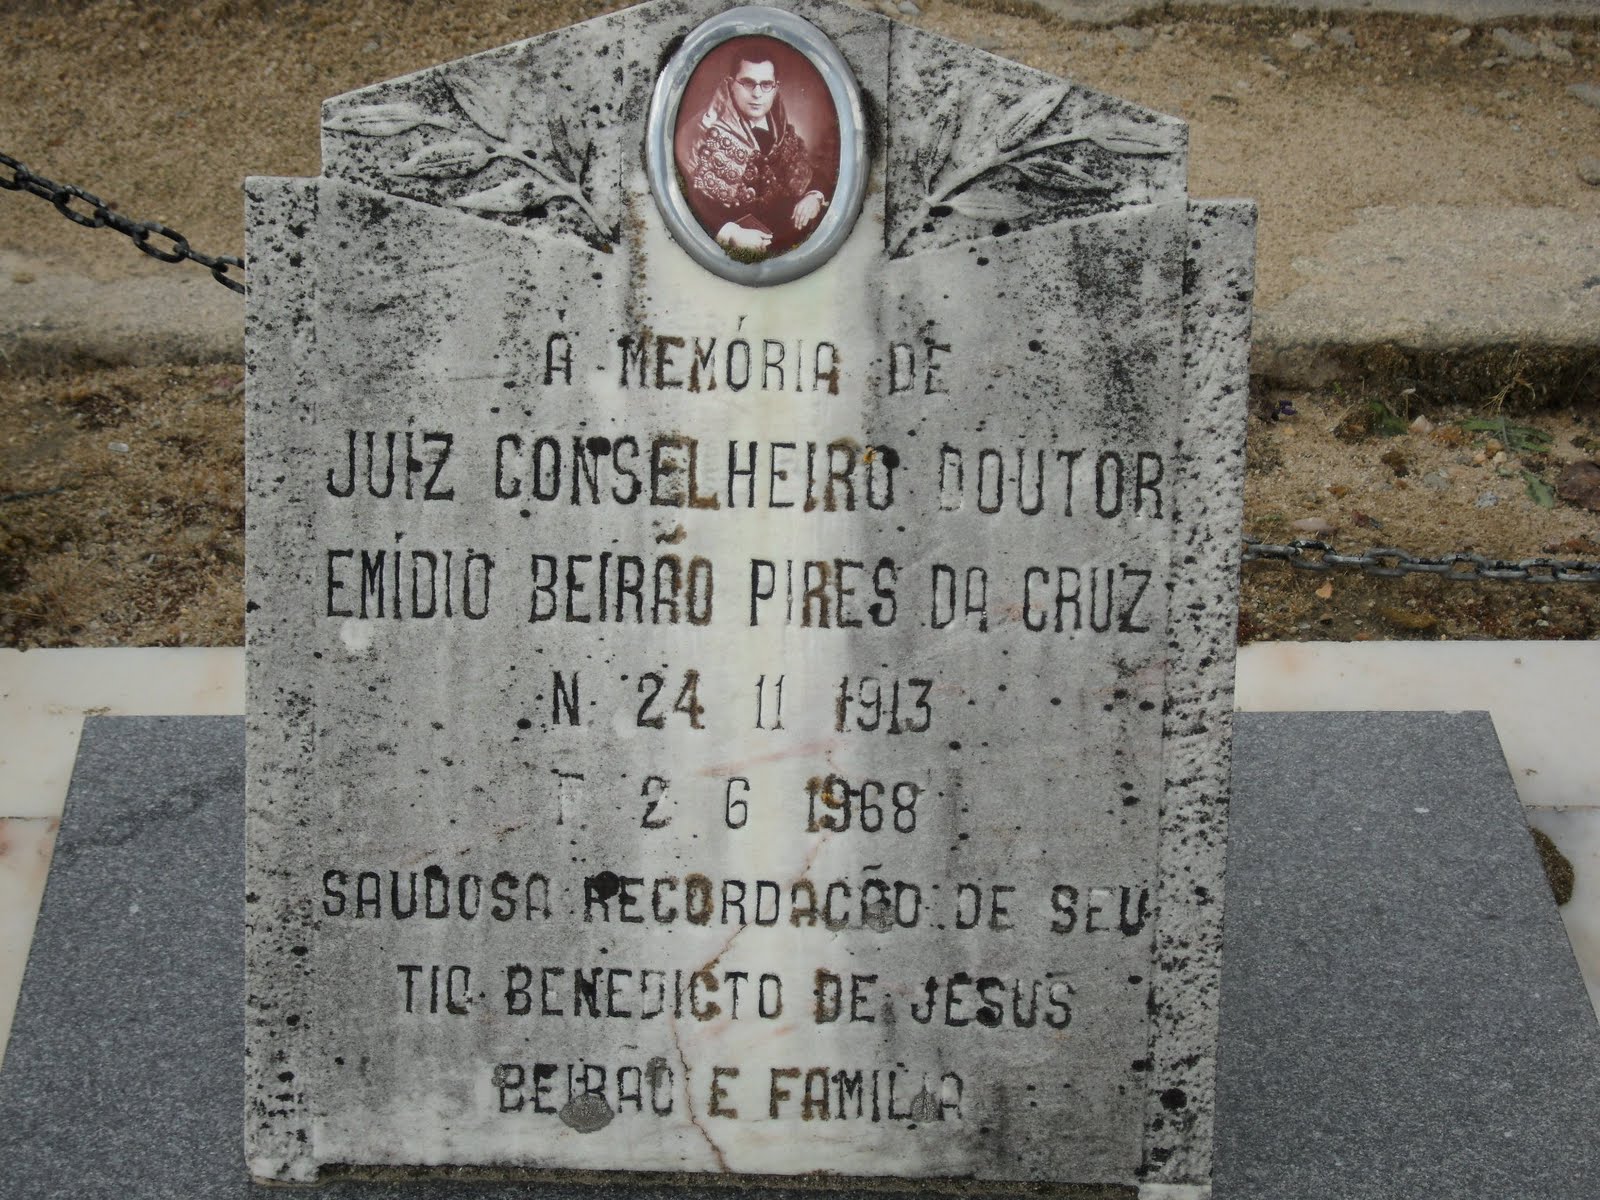 À MEMÓRIA DE
JUIZ CONSELHEIRO DOUTOR
EMÍDIO BEIRÃO PIRES DA CRUZ
N. 24 11 1913
F. 2 6 1968
SAUDOSA RECORDAÇÃO DE SEU
TIO BENEDICTO DE JESUS
BEIRÃO E FAMILIA